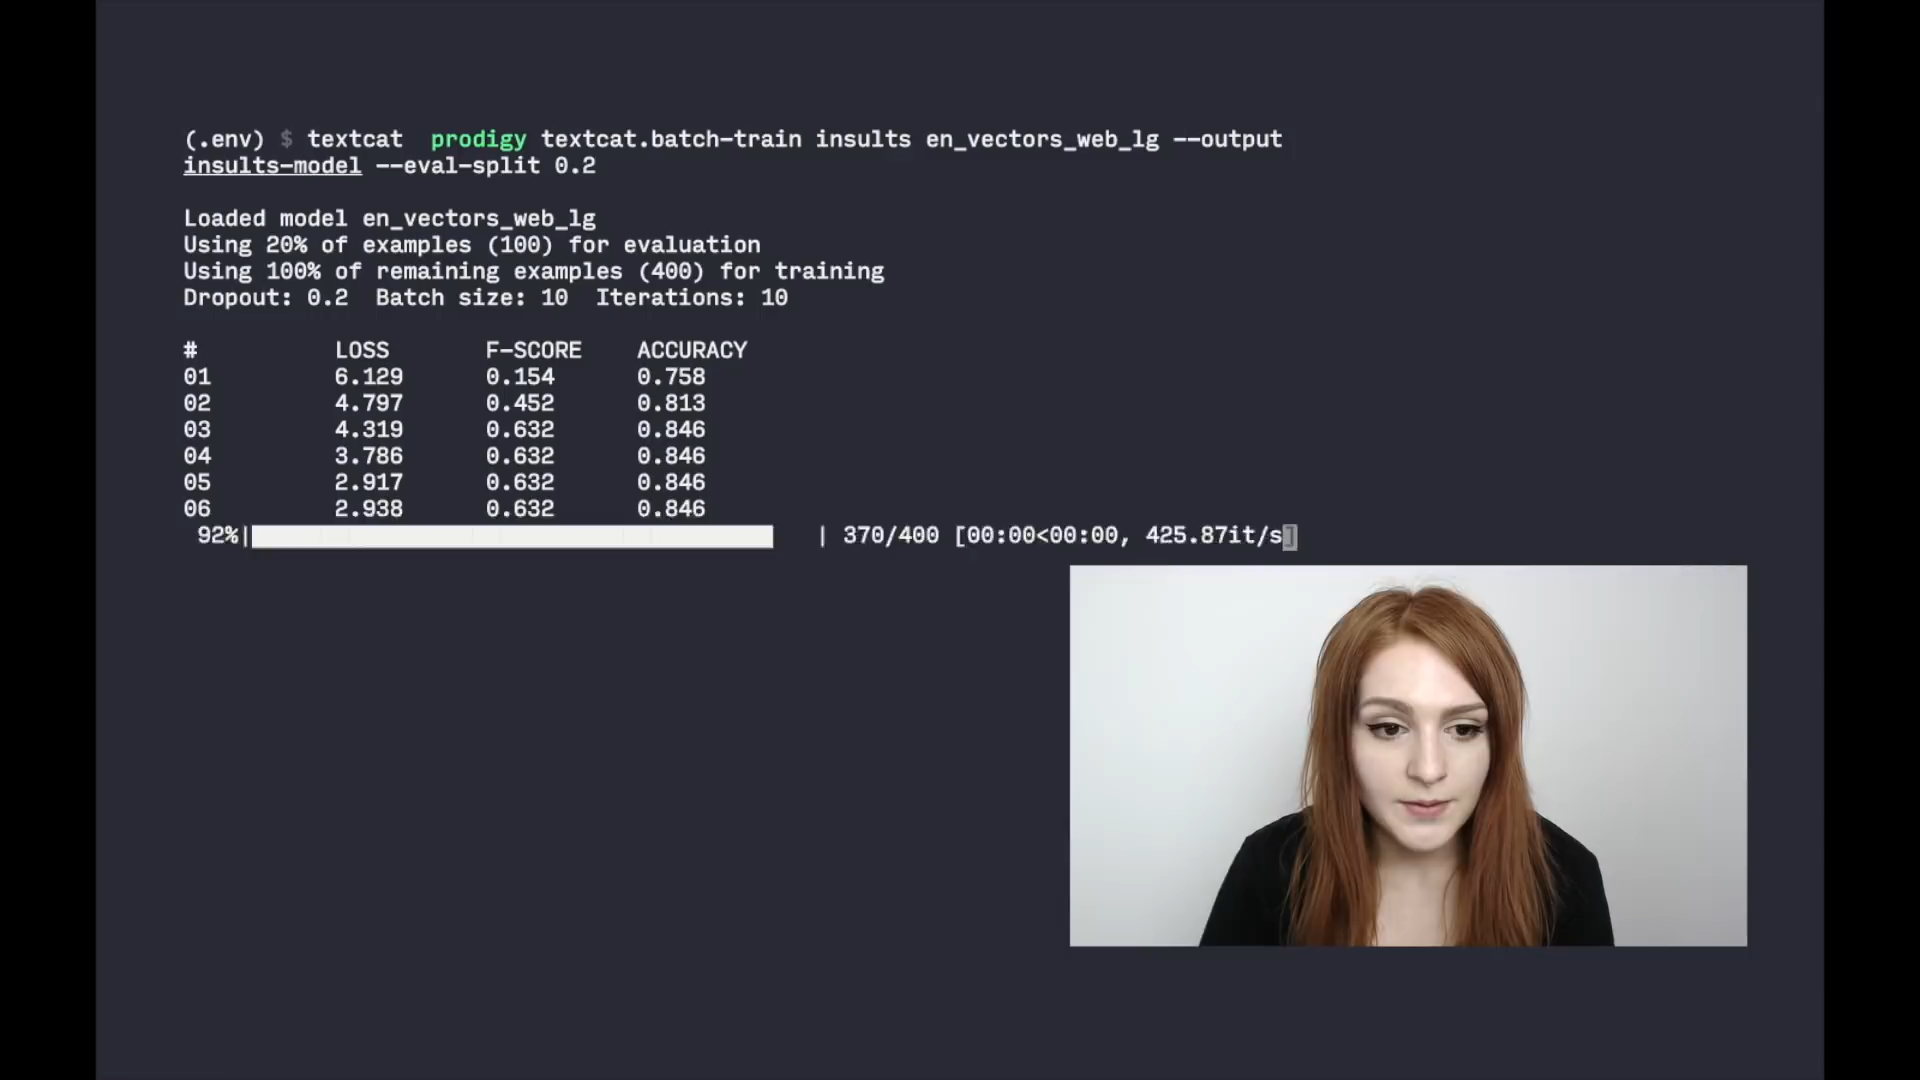 (.env) $ textcat prodigy textcat.batch-train insults en_vectors_web_lg --output
insults-model --eval-split 0.2
Loaded model en_vectors_web_lg
Using 20% of examples (100) for evaluation
Using 100% of remaining examples (400) for training
Dropout: 0.2 Batch size: 10 Iterations: 10
# LOSS F-SCORE ACCURACY
01 6.129 0.154 0.758
02 4.797 0.452 0.813
03 4.319 0.632 0.846
04 3.786 0.632 0.846
05 2.917 0.632 0.846
06 2.938 0.632 0.846
92%| | 370/400 [00:00<00:00, 425.87it/s]